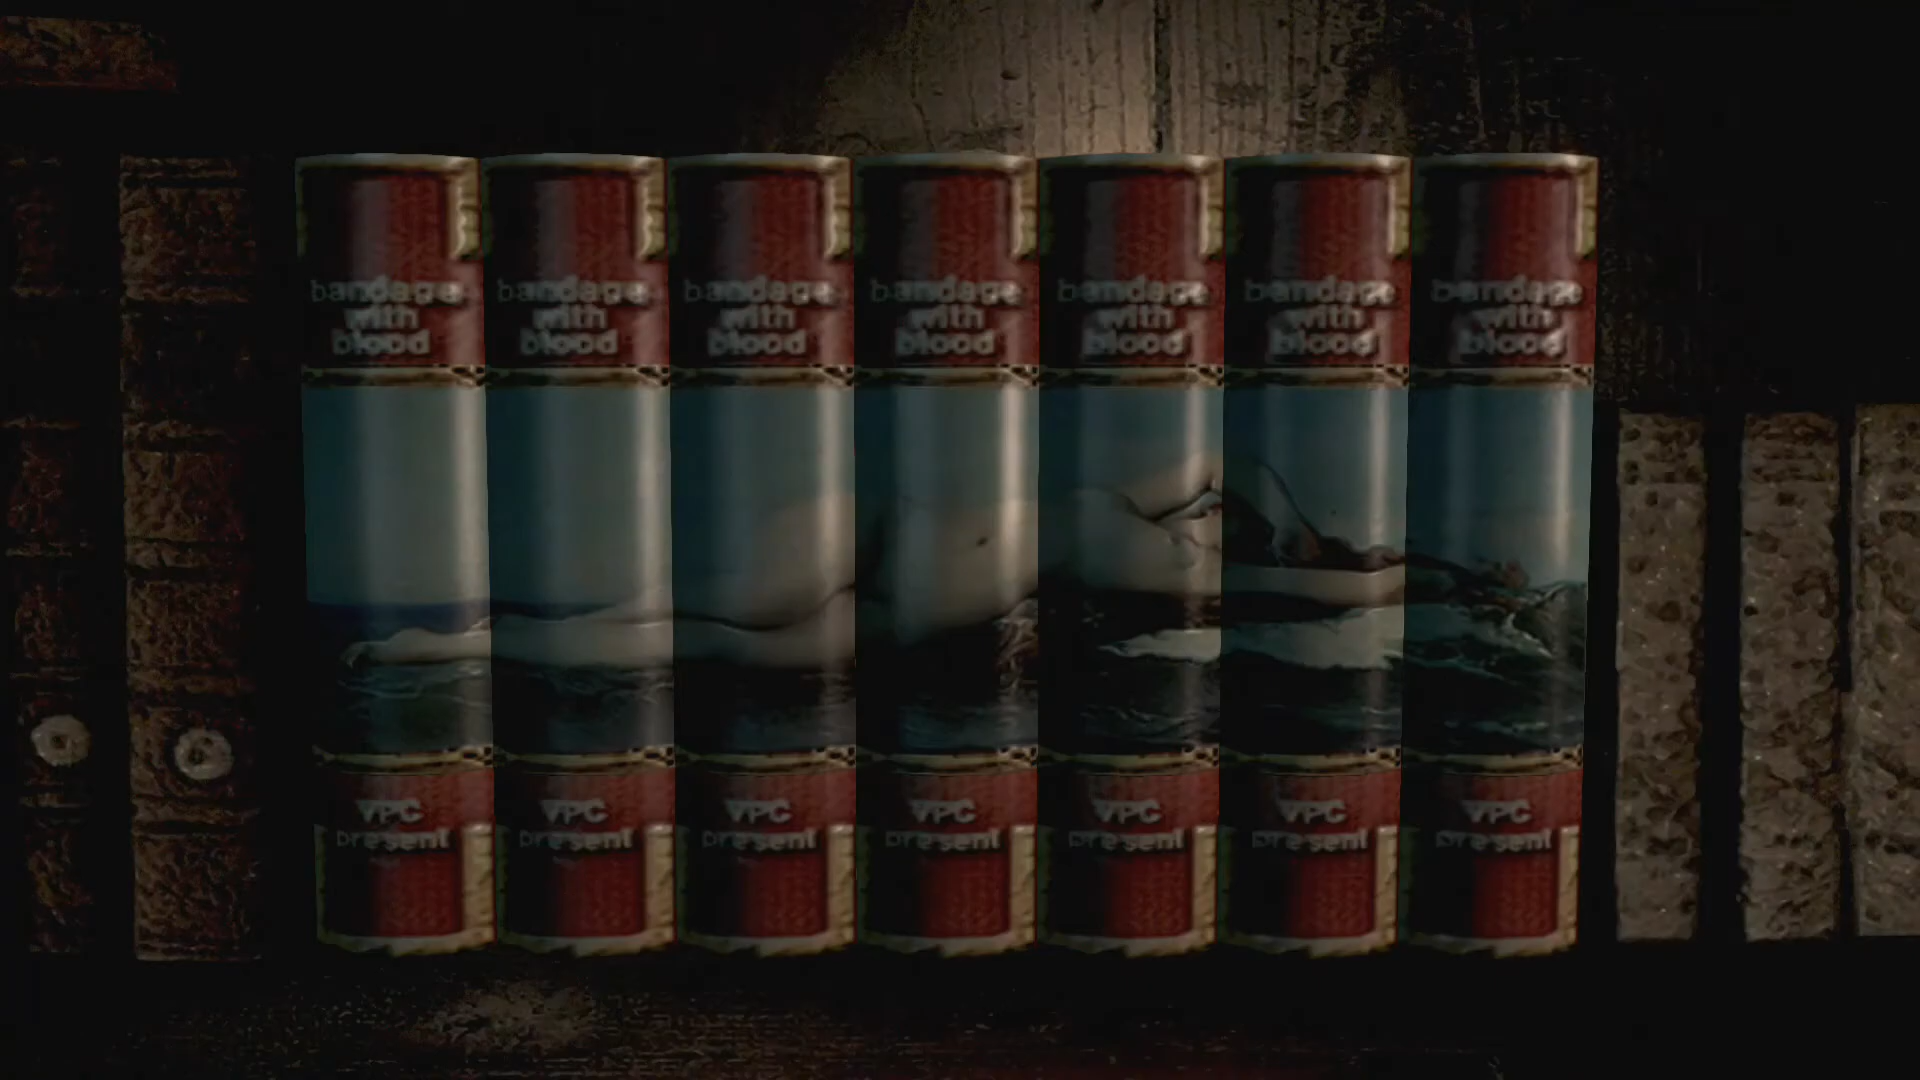 bandage
with
blood
bandage
with
blood
bandage
with
blood
bandage
with
blood
bandage
with
blood
bandage
with
blood
bandage
with
blood
VPC
present
VPC
present
VPC
present
VPC
present
VPC
present
VPC
present
VPC
present